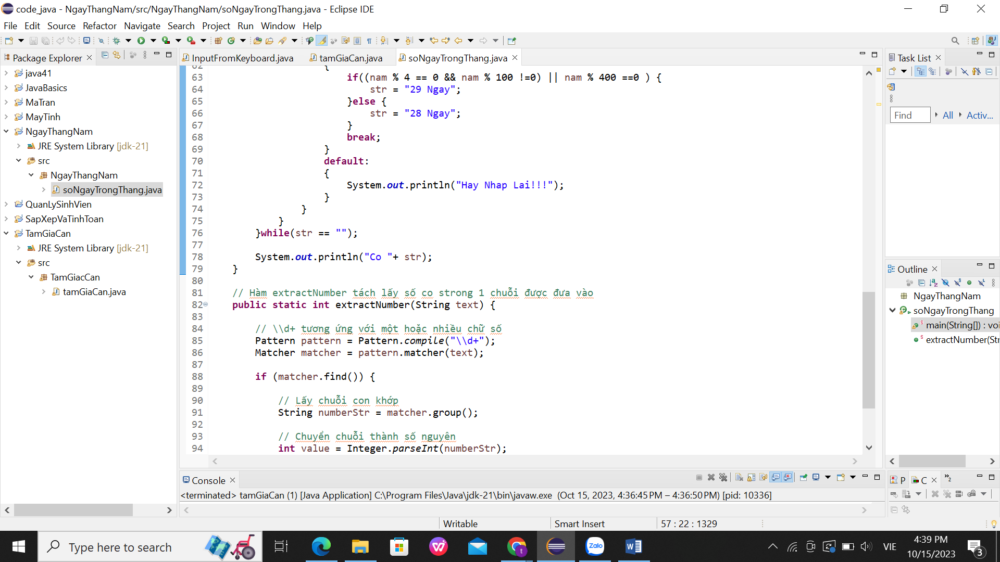 code_java - NgayThangNam/src/NgayThangNam/soNgayTrongThang.java - Eclipse IDE
File Edit Source Refactor Navigate Search Project Run Window Help
Package Explorer
java41
JavaBasics
MaTran
MayTinh
NgayThangNam
JRE System Library [jdk-21]
src
NgayThangNam
soNgayTrongThang.java
QuanLySinhVien
SapXepVaTinhToan
TamGiaCan
JRE System Library [jdk-21]
src
TamGiacCan
tamGiaCan.java
InputFromKeyboard.java tamGiaCan.java soNgayTrongThang.java
62 {
63 if((nam % 4 == 0 && nam % 100 !=0) || nam % 400 ==0 ) {
64 str = "29 Ngay";
65 }else {
66 str = "28 Ngay";
67 }
68 break;
69 }
70 default:
71 {
72 System.out.println("Hay Nhap Lai!!!");
73 }
74 }
75 }
76 }while(str == "");
77
78 System.out.println("Co "+ str);
79 }
80
81 // Hàm extractNumber tách lấy số co strong 1 chuỗi được đưa vào
82 public static int extractNumber(String text) {
83
84 // \\d+ tương ứng với một hoặc nhiều chữ số
85 Pattern pattern = Pattern.compile("\\d+");
86 Matcher matcher = pattern.matcher(text);
87
88 if (matcher.find()) {
89
90 // Lấy chuỗi con khớp
91 String numberStr = matcher.group();
92
93 // Chuyển chuỗi thành số nguyên
94 int value = Integer.parseInt(numberStr);
Task List
Find All Activ...
Outline
NgayThangNam
soNgayTrongThang
main(String[]) : voi
extractNumber(Str
Console
<terminated> tamGiaCan (1) [Java Application] C:\Program Files\Java\jdk-21\bin\javaw.exe (Oct 15, 2023, 4:36:45 PM – 4:36:50 PM) [pid: 10336]
P C »2
Writable Smart Insert 57 : 22 : 1329
Type here to search
Zalo
VIE
4:39 PM
10/15/2023
3